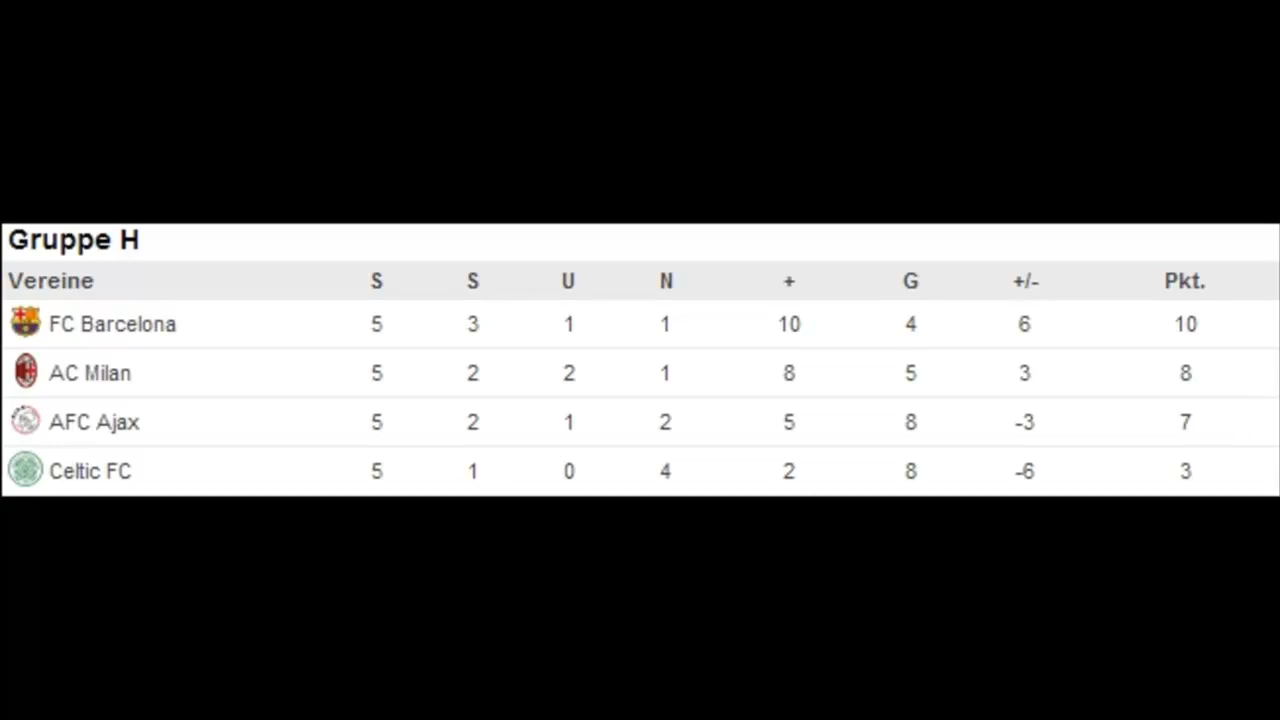 Gruppe H
Vereine S S U N + G +/- Pkt.
FC Barcelona 5 3 1 1 10 4 6 10
AC Milan 5 2 2 1 8 5 3 8
AFC Ajax 5 2 1 2 5 8 -3 7
Celtic FC 5 1 0 4 2 8 -6 3